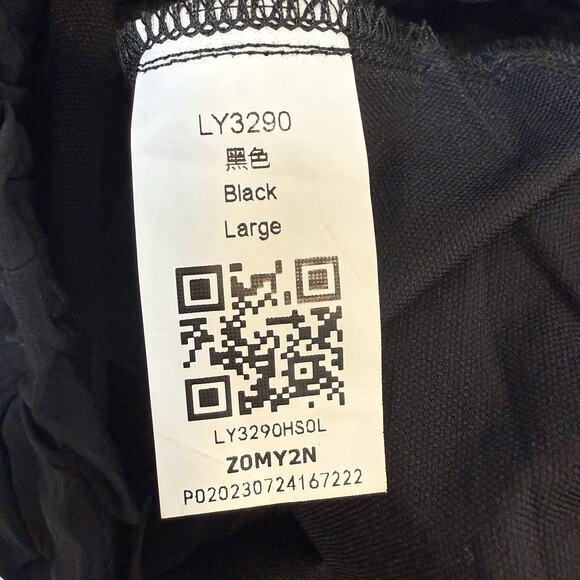 LY3290
黑色
Black
Large
LY3290HS0L
Z0MY2N
P020230724167222